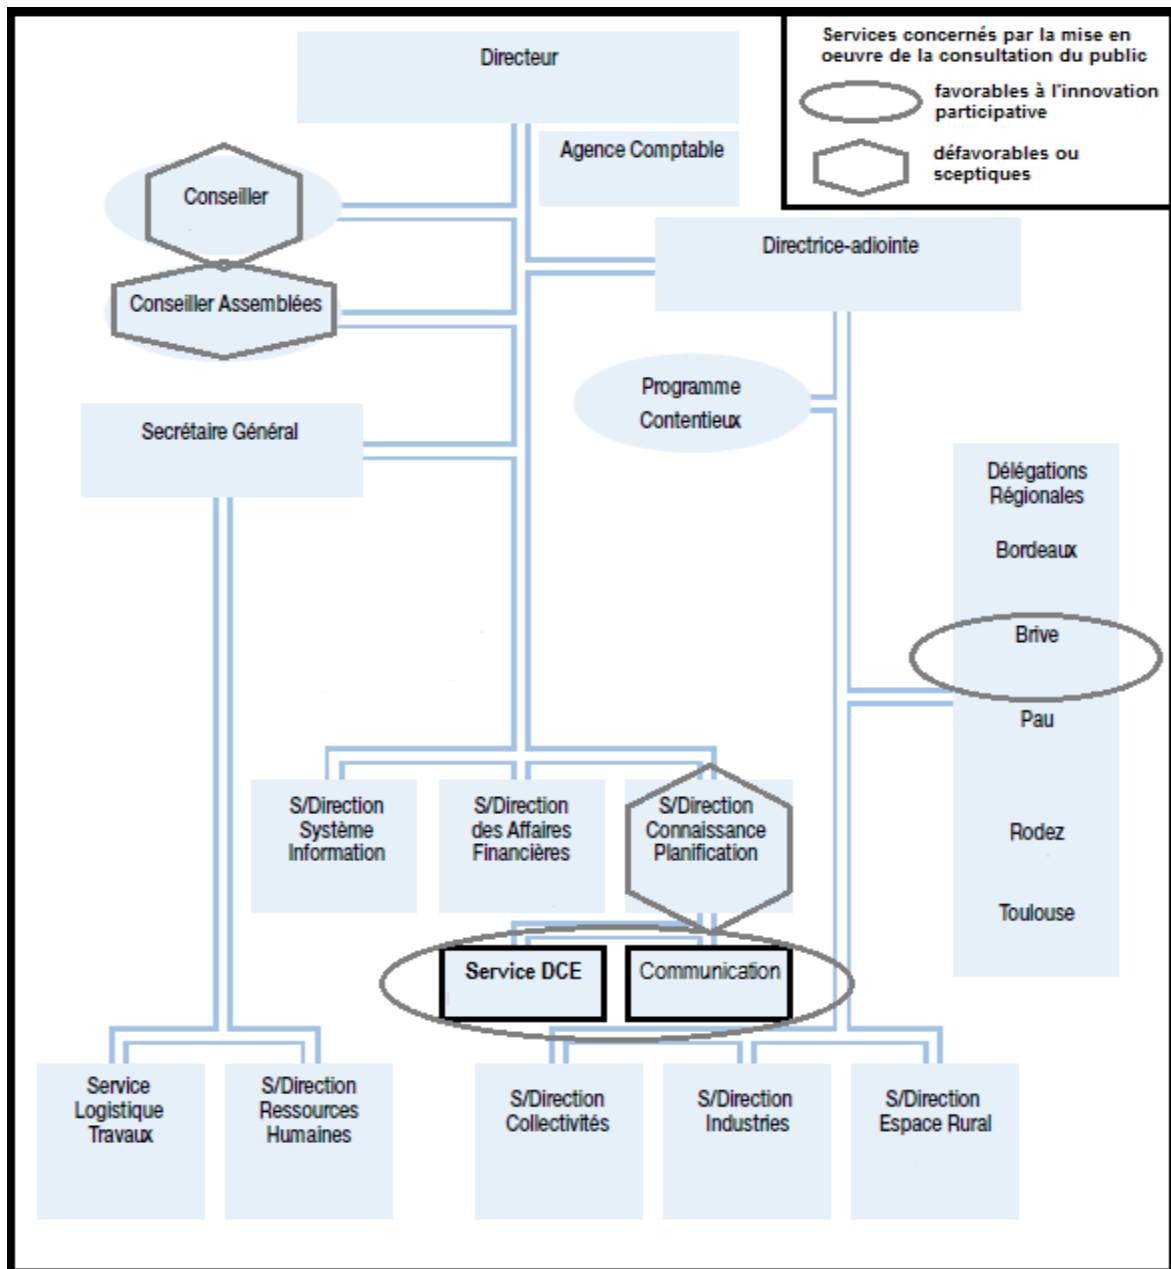 Directeur
Services concernés par la mise en
oeuvre de la consultation du public
favorables à l'innovation
participative
défavorables ou
sceptiques
Agence Comptable
Conseiller
Directrice-adiointe
Conseiller Assemblées
Programme
Contentieux
Secrétaire Général
Délégations
Régionales
Bordeaux
Brive
Pau
Rodez
Toulouse
S/Direction
Système
Information
S/Direction
des Affaires
Financières
S/Direction
Connaissance
Planification
Service DCE
Communication
Service
Logistique
Travaux
S/Direction
Ressources
Humaines
S/Direction
Collectivités
S/Direction
Industries
S/Direction
Espace Rural